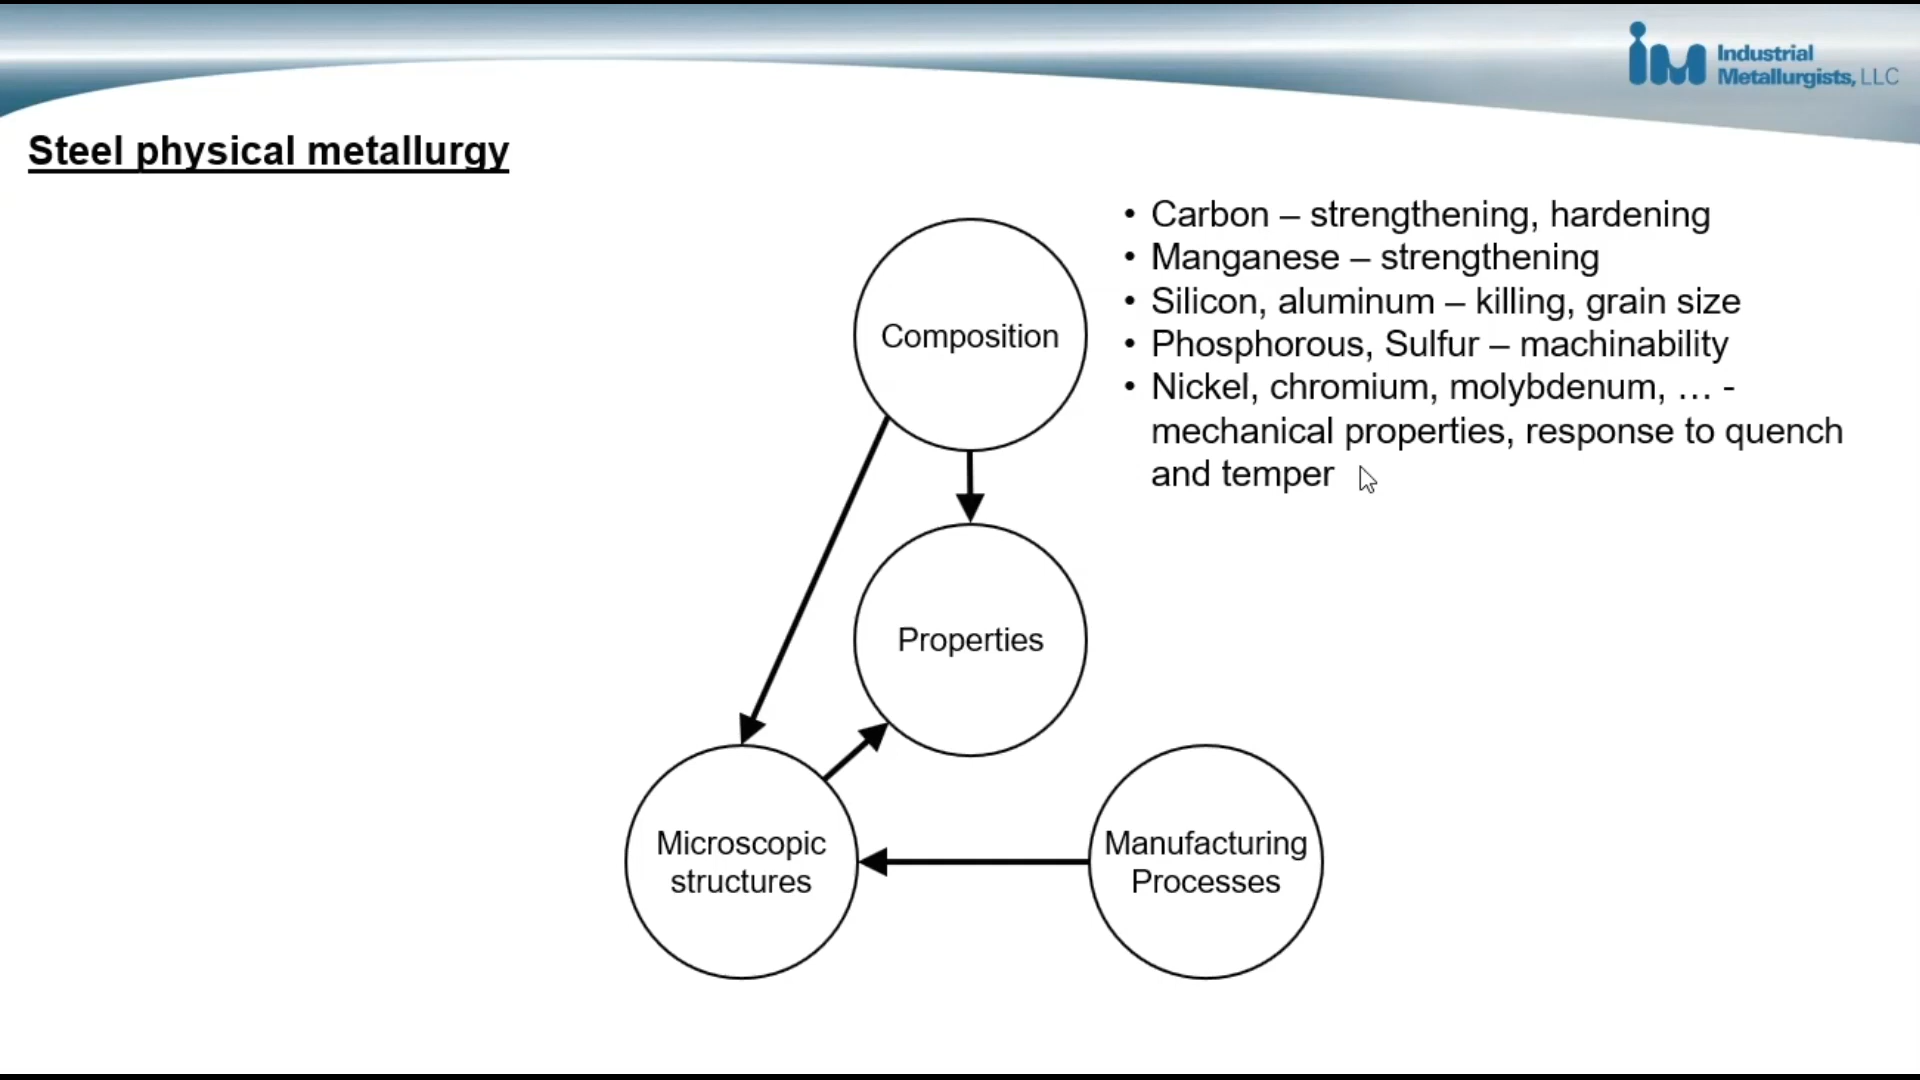 Industrial
Metallurgists, LLC
Steel physical metallurgy
• Carbon – strengthening, hardening
• Manganese – strengthening
• Silicon, aluminum – killing, grain size
• Phosphorous, Sulfur – machinability
• Nickel, chromium, molybdenum, … -
mechanical properties, response to quench
and temper
Composition
Properties
Microscopic
structures
Manufacturing
Processes